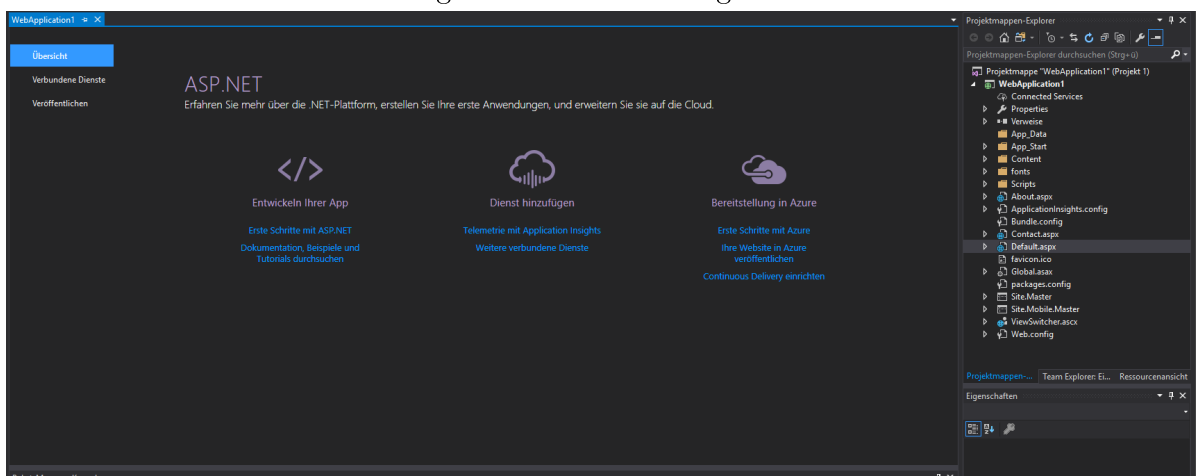 WebApplication1
Übersicht
Verbundene Dienste
Veröffentlichen
ASP.NET
Erfahren Sie mehr über die .NET-Plattform, erstellen Sie Ihre erste Anwendungen, und erweitern Sie sie auf die Cloud.
</>
Entwickeln Ihrer App
Erste Schritte mit ASP.NET
Dokumentation, Beispiele und
Tutorials durchsuchen
Dienst hinzufügen
Telemetrie mit Application Insights
Weitere verbundene Dienste
Bereitstellung in Azure
Erste Schritte mit Azure
Ihre Website in Azure
veröffentlichen
Continuous Delivery einrichten
Projektmappen-Explorer
Projektmappen-Explorer durchsuchen (Strg+ü)
Projektmappe "WebApplication1" (Projekt 1)
WebApplication1
Connected Services
Properties
Verweise
App_Data
App_Start
Content
fonts
Scripts
About.aspx
ApplicationInsights.config
Bundle.config
Contact.aspx
Default.aspx
favicon.ico
Global.asax
packages.config
Site.Master
Site.Mobile.Master
ViewSwitcher.ascx
Web.config
Projektmappen-... Team Explorer: Ei... Ressourcenansicht
Eigenschaften